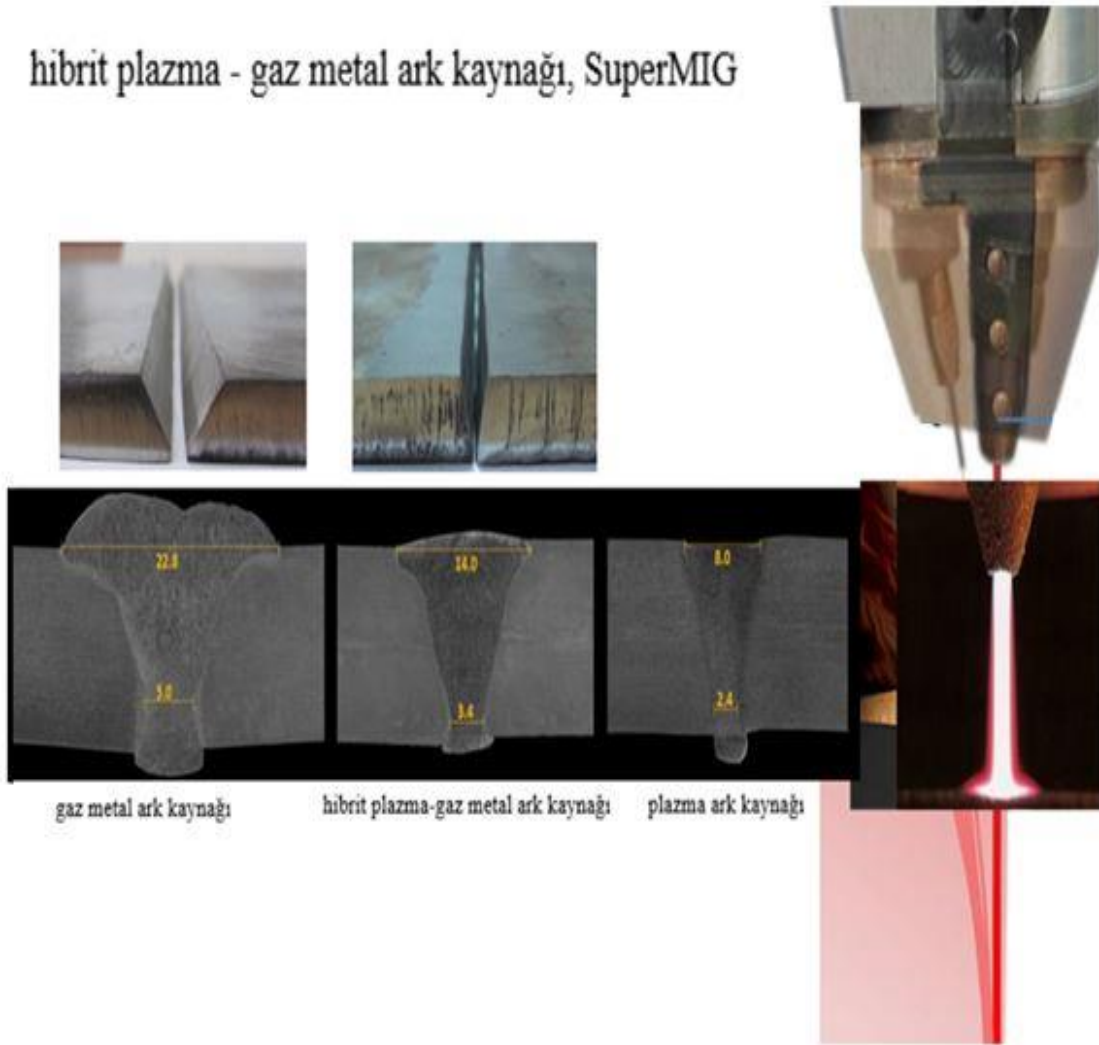 hibrit plazma - gaz metal ark kaynağı, SuperMIG
22.8
14.0
8.0
5.0
3.4
2.4
gaz metal ark kaynağı
hibrit plazma-gaz metal ark kaynağı
plazma ark kaynağı